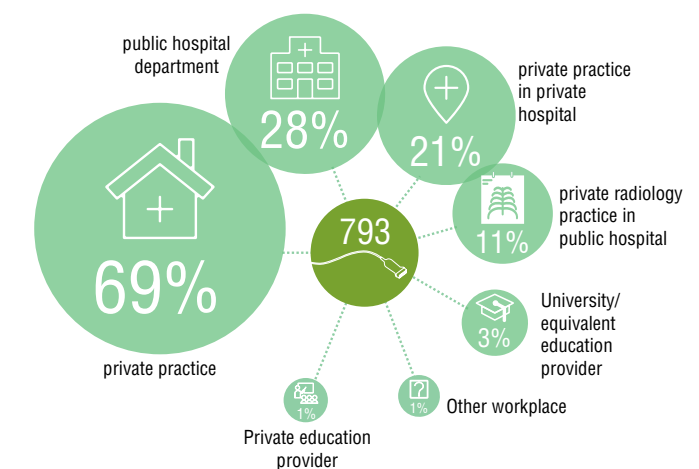 public hospital
department
28%
private practice
in private
hospital
21%
private radiology
practice in
public hospital
11%
793
69%
private practice
University/
equivalent
education
provider
3%
Other workplace
1%
1%
Private education
provider